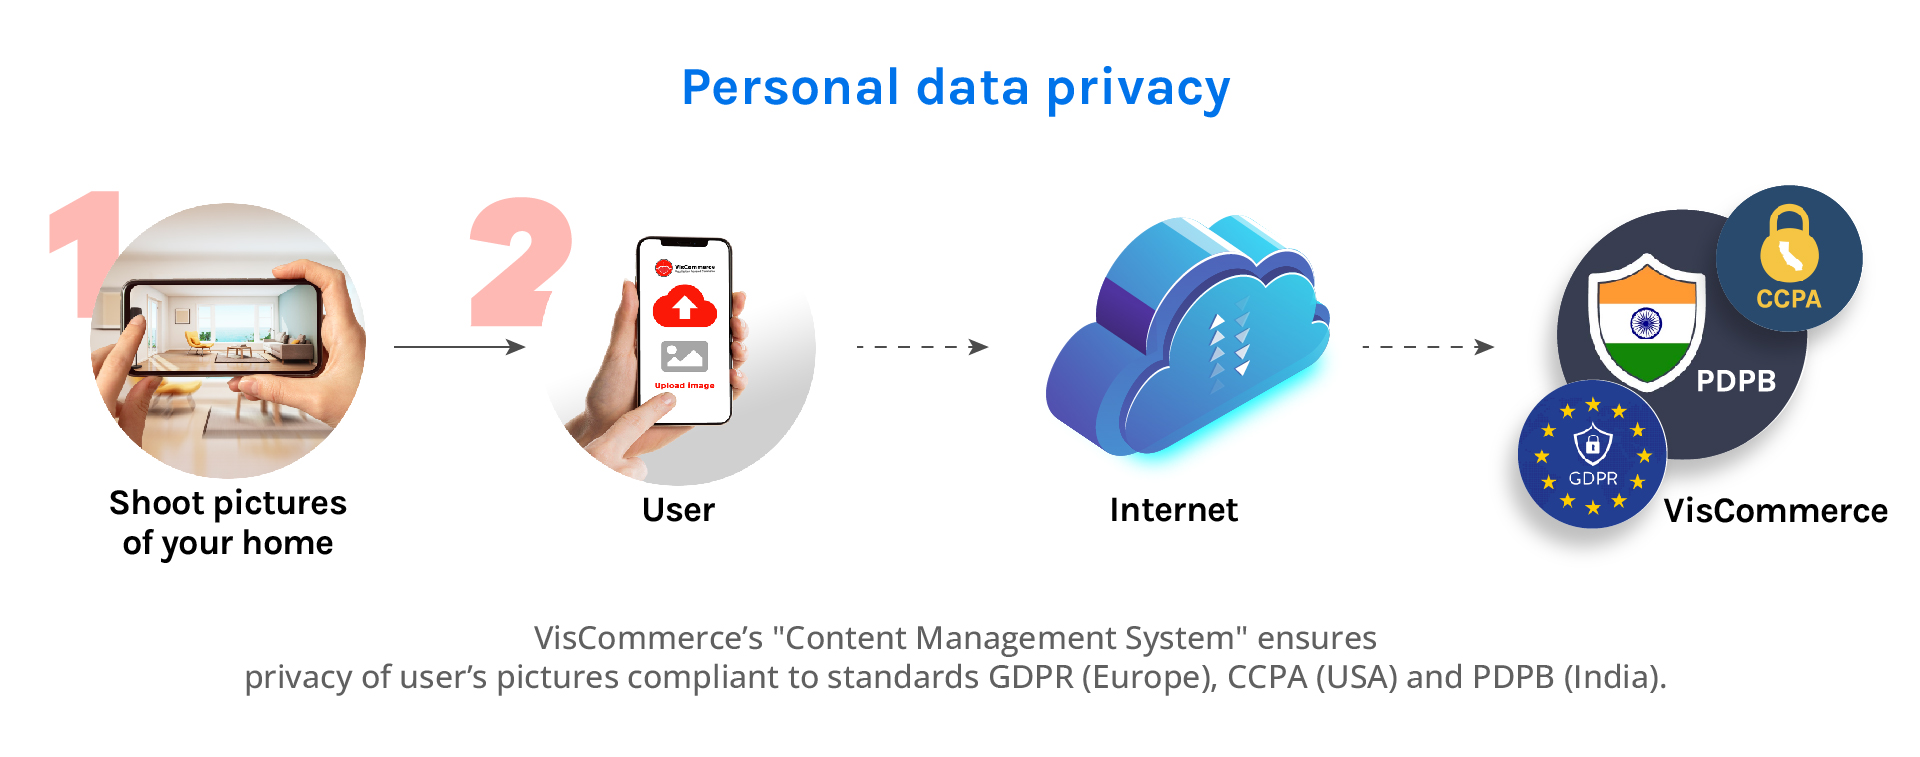 Personal data privacy
1
2
VisCommerce
Upload image
CCPA
PDPB
GDPR
Shoot pictures
of your home
User
Internet
VisCommerce
VisCommerce’s "Content Management System" ensures
privacy of user’s pictures compliant to standards GDPR (Europe), CCPA (USA) and PDPB (India).